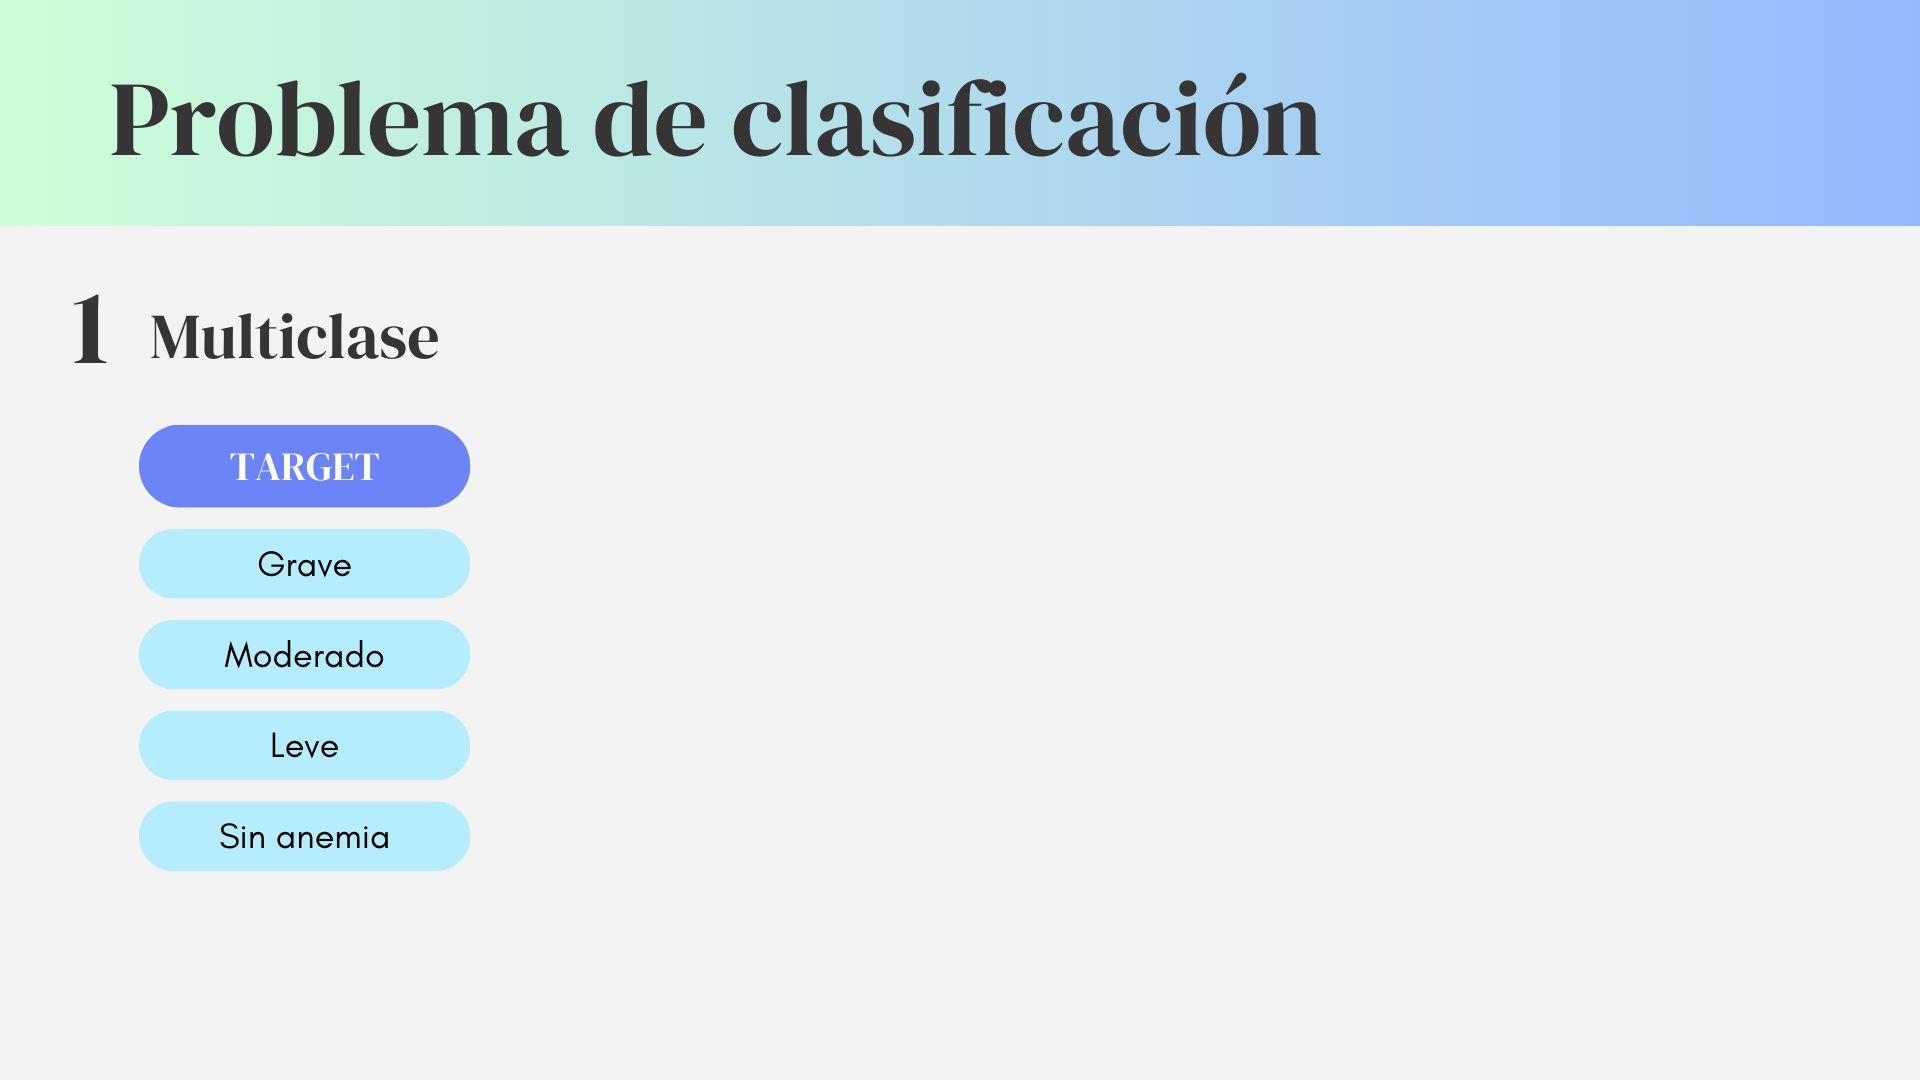 Problema de clasificación
1 Multiclase
TARGET
Grave
Moderado
Leve
Sin anemia